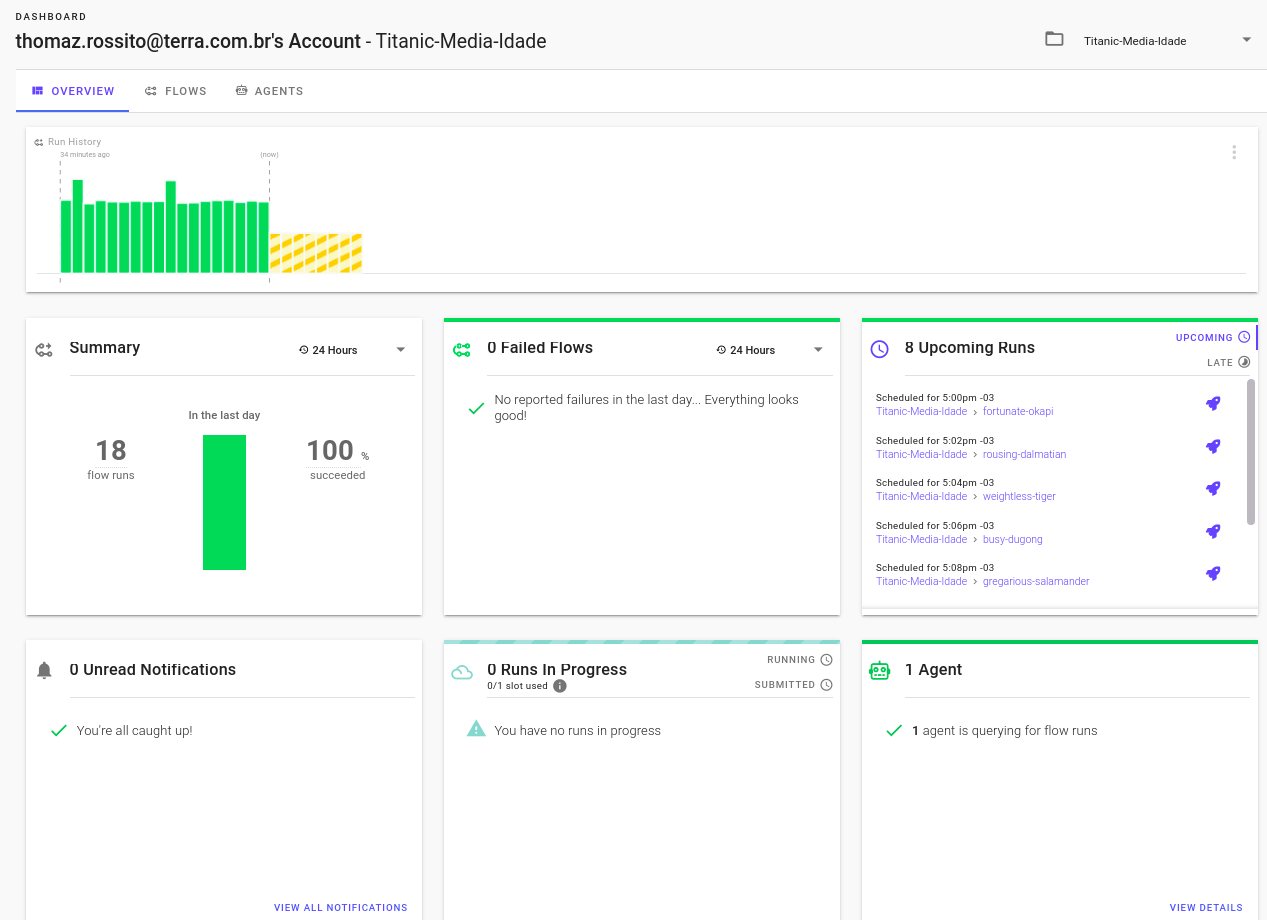 DASHBOARD
thomaz.rossito@terra.com.br's Account - Titanic-Media-Idade
Titanic-Media-Idade
OVERVIEW
FLOWS
AGENTS
Run History
34 minutes ago
(now)
Summary
24 Hours
In the last day
18
flow runs
100 %
succeeded
0 Failed Flows
24 Hours
No reported failures in the last day... Everything looks
good!
8 Upcoming Runs
UPCOMING
LATE
Scheduled for 5:00pm -03
Titanic-Media-Idade › fortunate-okapi
Scheduled for 5:02pm -03
Titanic-Media-Idade › rousing-dalmatian
Scheduled for 5:04pm -03
Titanic-Media-Idade › weightless-tiger
Scheduled for 5:06pm -03
Titanic-Media-Idade › busy-dugong
Scheduled for 5:08pm -03
Titanic-Media-Idade › gregarious-salamander
0 Unread Notifications
You're all caught up!
VIEW ALL NOTIFICATIONS
0 Runs In Progress
0/1 slot used
RUNNING
SUBMITTED
You have no runs in progress
1 Agent
1 agent is querying for flow runs
VIEW DETAILS